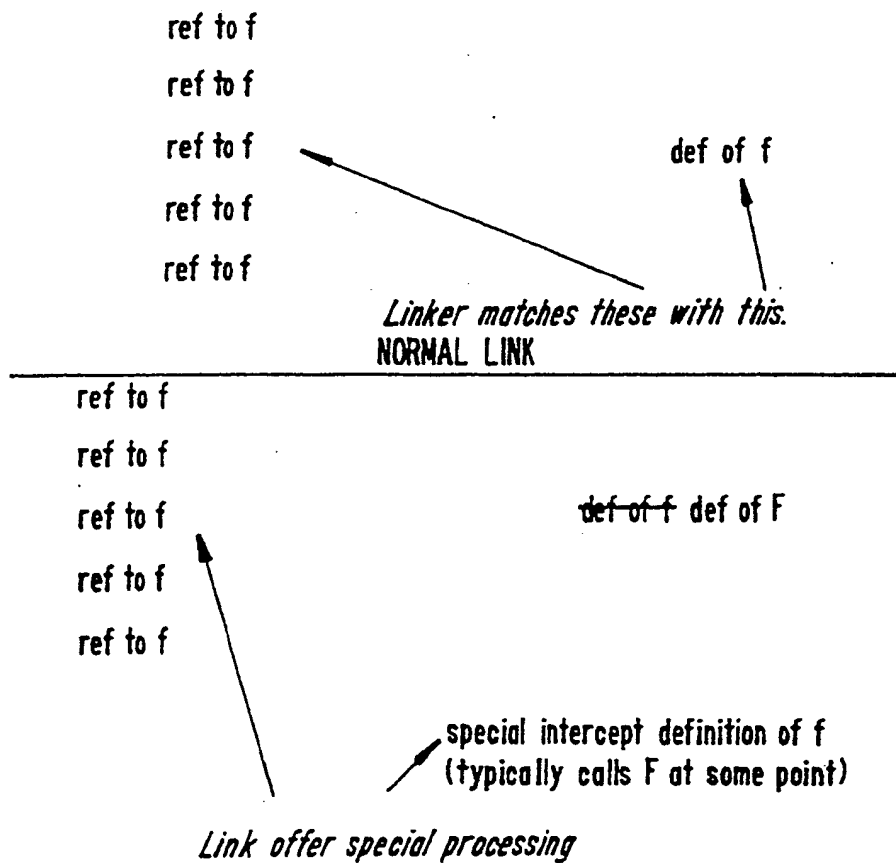 ref to f
ref to f
ref to f
def of f
ref to f
ref to f
Linker matches these with this.
NORMAL LINK
ref to f
ref to f
ref to f
def of f def of F
ref to f
ref to f
special intercept definition of f
(typically calls F at some point)
Link offer special processing